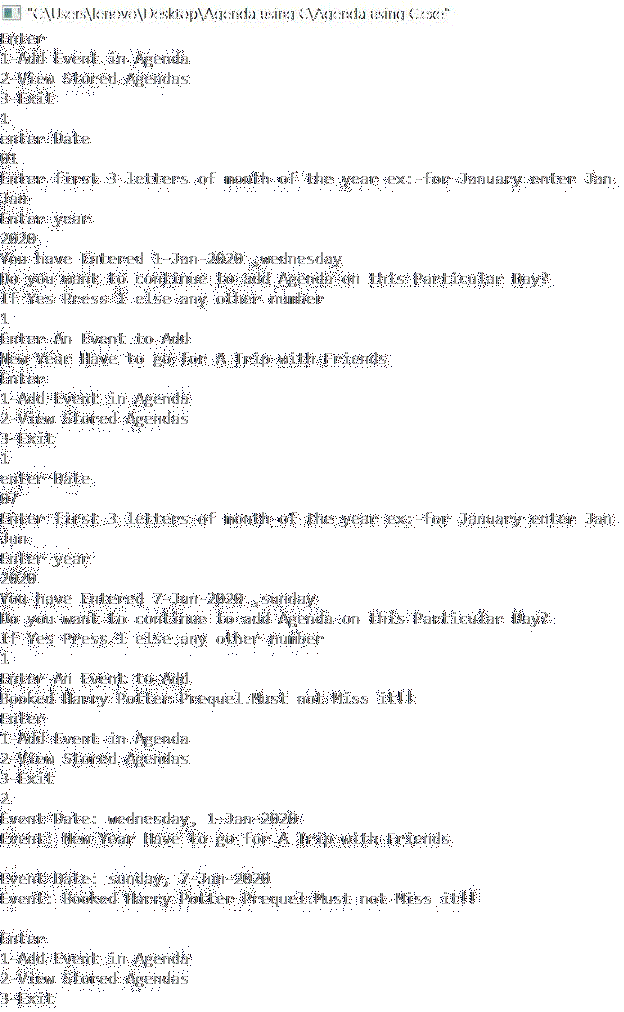 "C:\Users\lenovo\Desktop\Agenda using C\Agenda using C.exe"
Enter
1-Add Event in Agenda
2-View Stored Agendas
3-Exit
1
enter Date
01
Enter first 3 letters of month of the year ex:-for January enter Jan
Jan
Enter year
2020
You have Entered 1-Jan-2020 ,wednesday
Do you want to continue to add Agenda on this Particular Day?
If Yes Press-1 else any other number
1
Enter An Event to Add
New Year Have to go for A Trip with Friends
Enter
1-Add Event in Agenda
2-View Stored Agendas
3-Exit
1
enter Date
07
Enter first 3 letters of month of the year ex:-for January enter Jan
Jun
Enter year
2020
You have Entered 7-Jun-2020 ,sunday
Do you want to continue to add Agenda on this Particular Day?
If Yes Press-1 else any other number
1
Enter An Event to Add
Booked Harry Potter Prequel Must not Miss it!!
Enter
1-Add Event in Agenda
2-View Stored Agendas
3-Exit
2
Event Date: wednesday, 1-Jan-2020
Event: New Year Have to go for A Trip with Friends
Event Date: sunday, 7-Jun-2020
Event: Booked Harry Potter Prequel Must not Miss it!!
Enter
1-Add Event in Agenda
2-View Stored Agendas
3-Exit